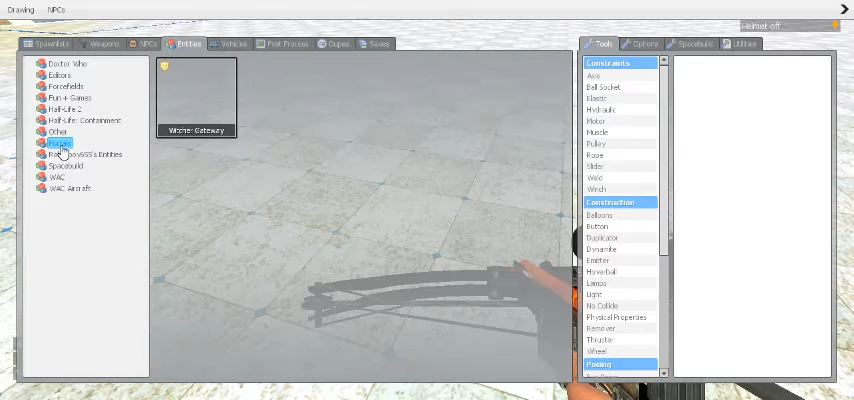 Drawing NPCs
Helmet off
Spawnlists Weapons NPCs Entities Vehicles Post Process Dupes Saves
Tools Options Spacebuild Utilities
Doctor Who
Editors
Forcefields
Fun + Games
Half-Life 2
Half-Life: Containment
Other
Portals
's Entities
Spacebuild
WAC
WAC Aircraft
Witcher Gateway
Constraints
Axis
Ball Socket
Elastic
Hydraulic
Motor
Muscle
Pulley
Rope
Slider
Weld
Winch
Construction
Balloons
Button
Duplicator
Dynamite
Emitter
Hoverball
Lamps
Light
No Collide
Physical Properties
Remover
Thruster
Wheel
Posing